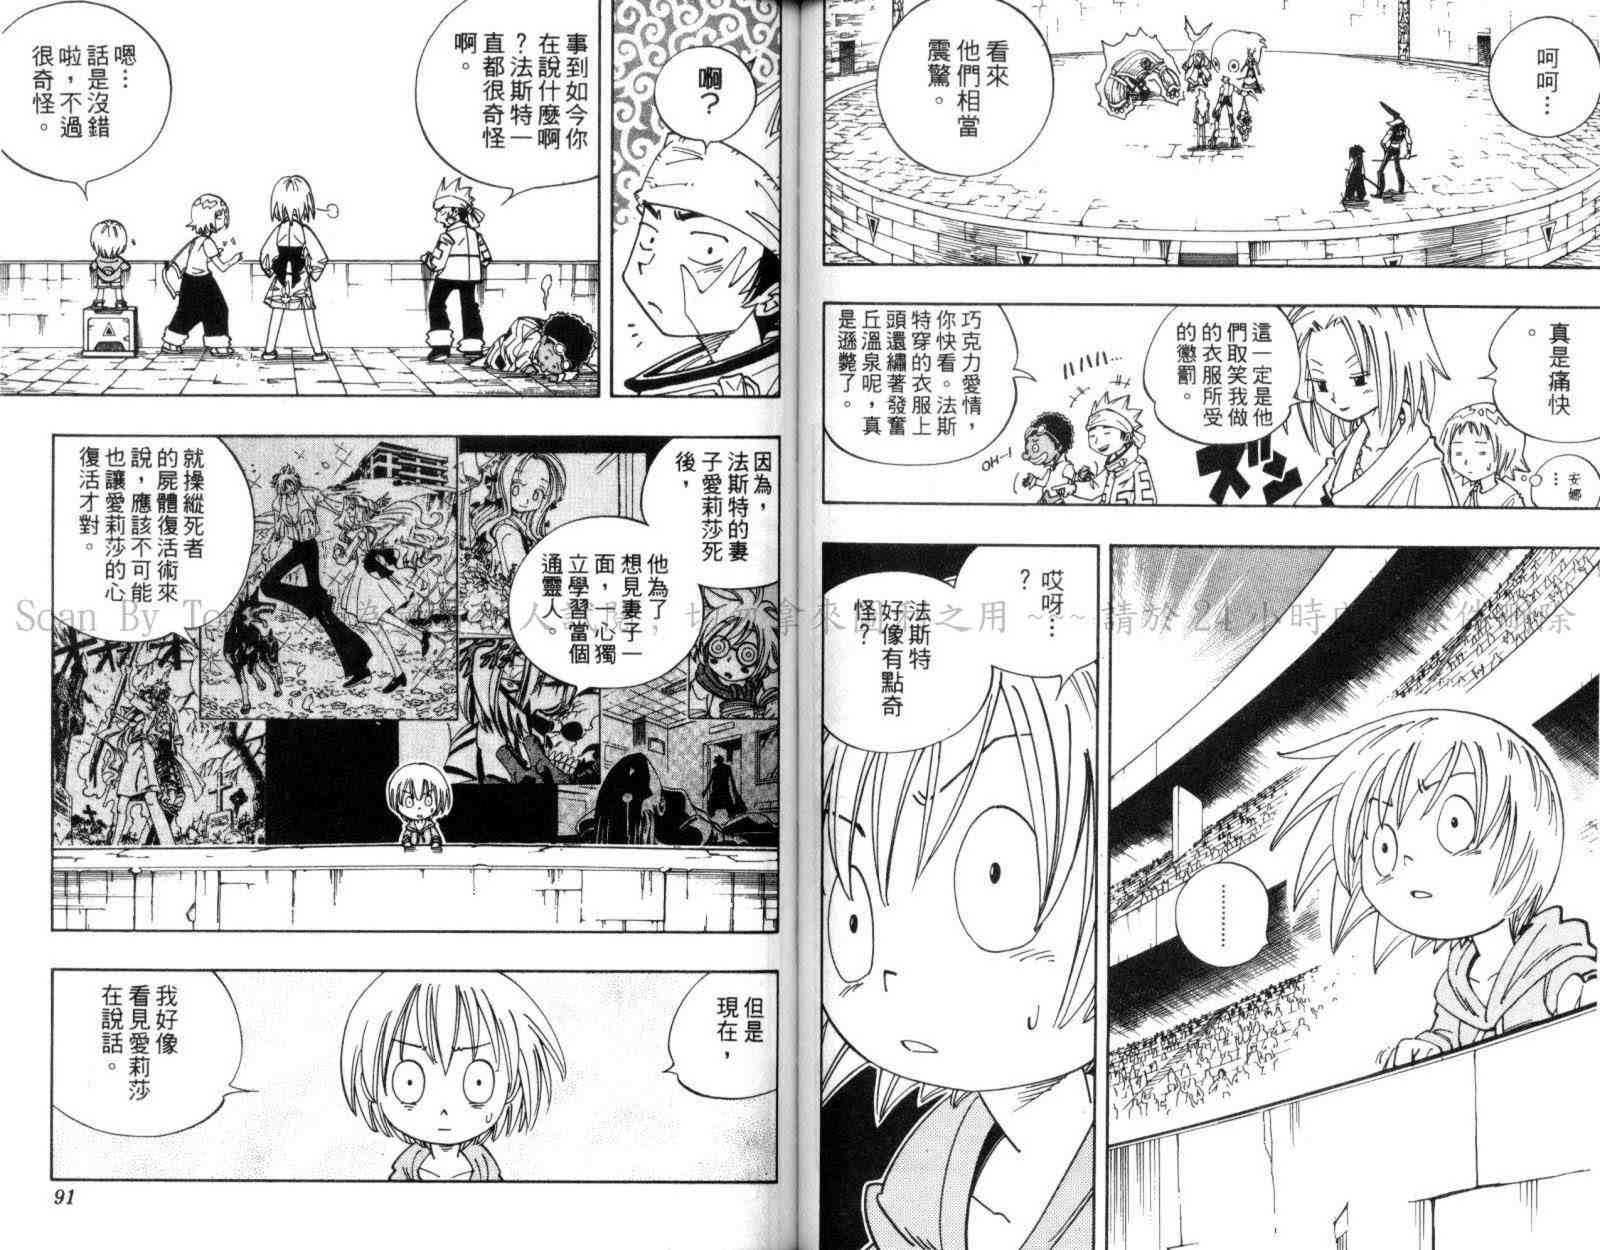 呵呵…
看來
他們相當
震驚。
真是痛快
。
安娜
…
這一定是他
們取笑我做
的衣服所受
的懲罰。
ズン
巧克力愛情，
你快看。法斯
特穿的衣服上
頭還繡著發奮
丘溫泉呢，真
是遜斃了。
OH-!
………
哎呀…
？
法斯特
好像有點奇
怪？
啊？
事到如今你
在說什麼啊
？法斯特一
直都很奇怪
啊。
嗯…
話是沒錯
啦，不過
很奇怪。
因為，
法斯特的妻
子愛莉莎死
後，
他為了
想見妻子一
面，心獨
立學習當個
通靈人。
就操縱死者
的屍體復活術來
說，應該不可能
也讓愛莉莎的心
復活才對。
但是
現在，
我好像
看見愛莉莎
在說話。
91
Scan By